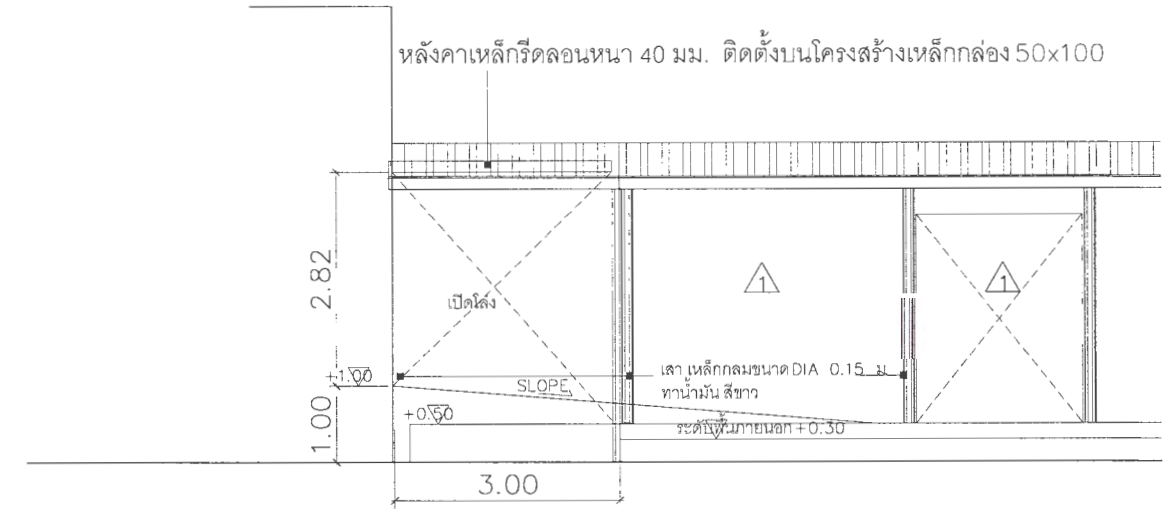 หลังคาเหล็กรีดลอนหนา 40 มม. ติดตั้งบนโครงสร้างเหล็กกล่อง 50x100
2.82
1
1
เปิดโล่ง
เสา เหล็กกลมขนาด DIA 0.15 ม
ทาน้ำมัน สีขาว
+1.00
SLOPE
+0.50
ระดับพื้นภายนอก +0.30
1.00
3.00